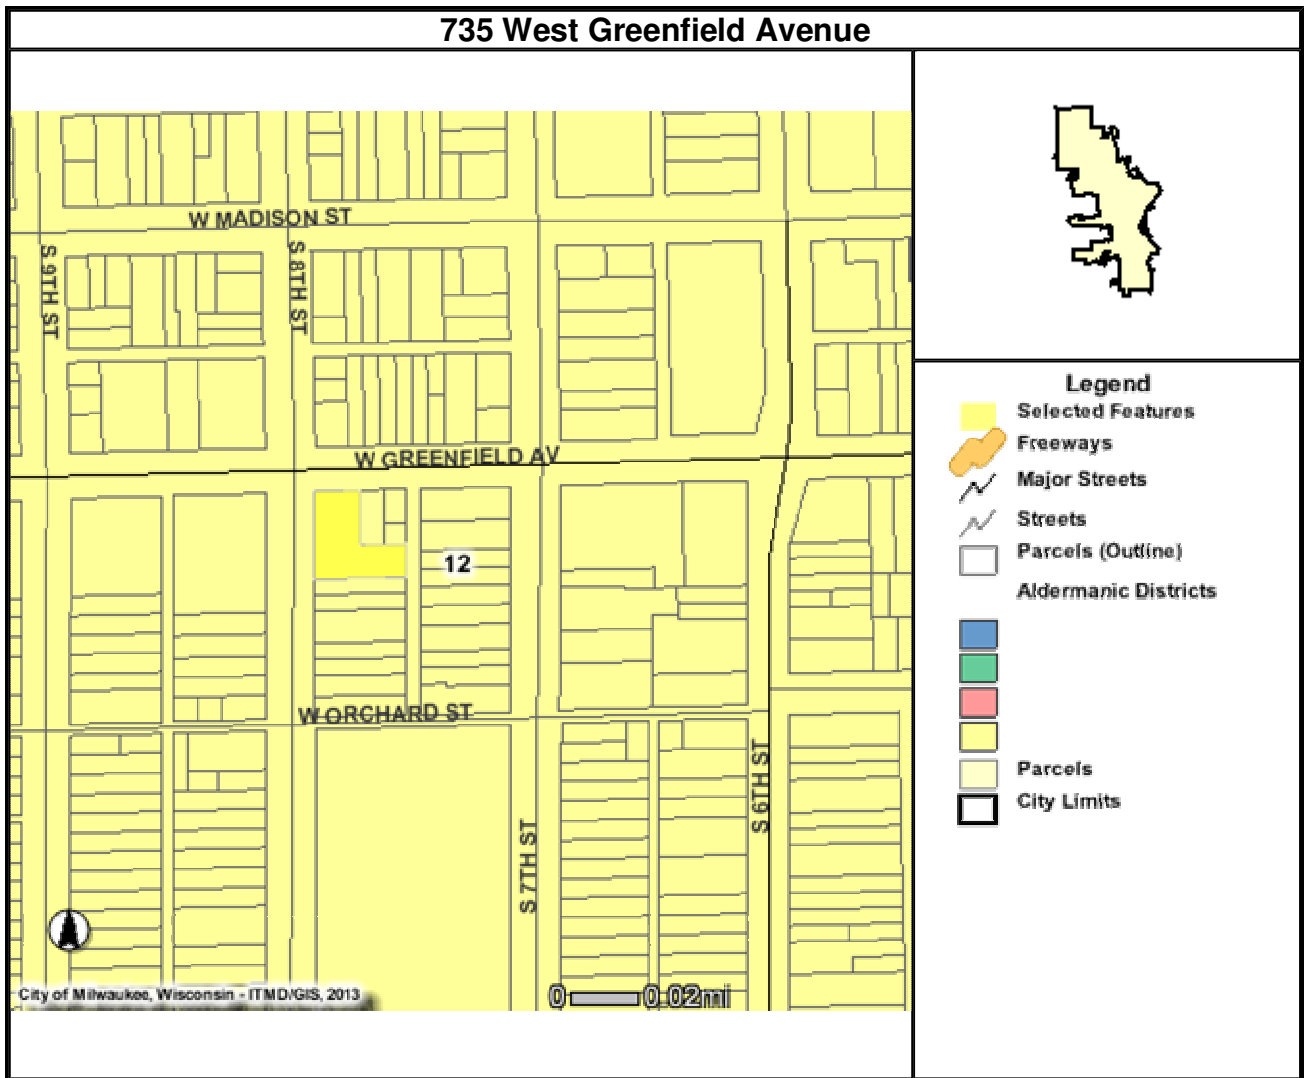 735 West Greenfield Avenue
W MADISON ST
S 9TH ST
S 8TH ST
W GREENFIELD AV
12
W ORCHARD ST
S 6TH ST
S 7TH ST
City of Milwaukee, Wisconsin - ITMD/GIS, 2013
0 0.02mi
Legend
Selected Features
Freeways
Major Streets
Streets
Parcels (Outline)
Aldermanic Districts
Parcels
City Limits